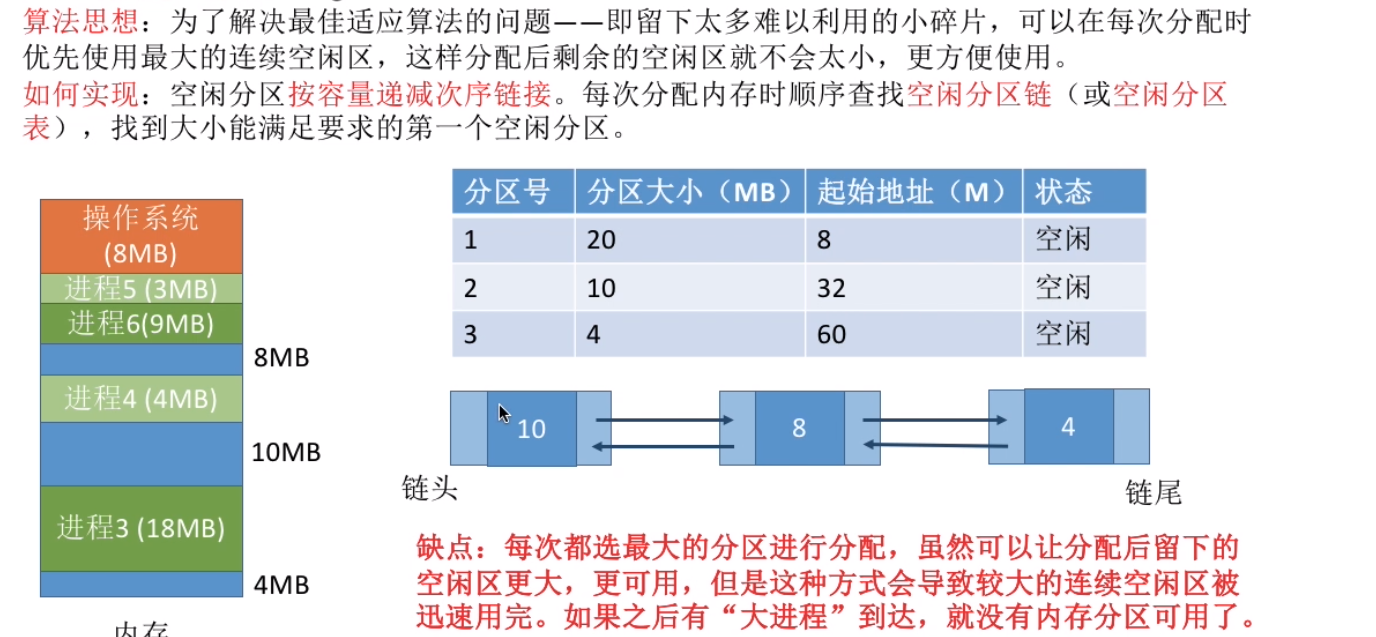 算法思想：为了解决最佳适应算法的问题——即留下太多难以利用的小碎片，可以在每次分配时
优先使用最大的连续空闲区，这样分配后剩余的空闲区就不会太小，更方便使用。
如何实现：空闲分区按容量递减次序链接。每次分配内存时顺序查找空闲分区链（或空闲分区
表），找到大小能满足要求的第一个空闲分区。
操作系统
(8MB)
进程5 (3MB)
进程6(9MB)
8MB
进程4 (4MB)
10MB
进程3 (18MB)
4MB
内存
分区号 分区大小（MB） 起始地址（M） 状态
1 20 8 空闲
2 10 32 空闲
3 4 60 空闲
10 8 4
链头 链尾
缺点：每次都选最大的分区进行分配，虽然可以让分配后留下的
空闲区更大，更可用，但是这种方式会导致较大的连续空闲区被
迅速用完。如果之后有“大进程”到达，就没有内存分区可用了。